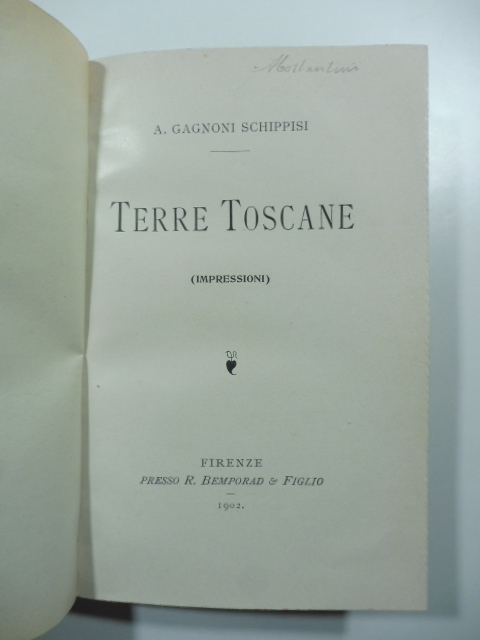 A. GAGNONI SCHIPPISI
TERRE TOSCANE
(IMPRESSIONI)
FIRENZE
PRESSO R. BEMPORAD & FIGLIO
1902.